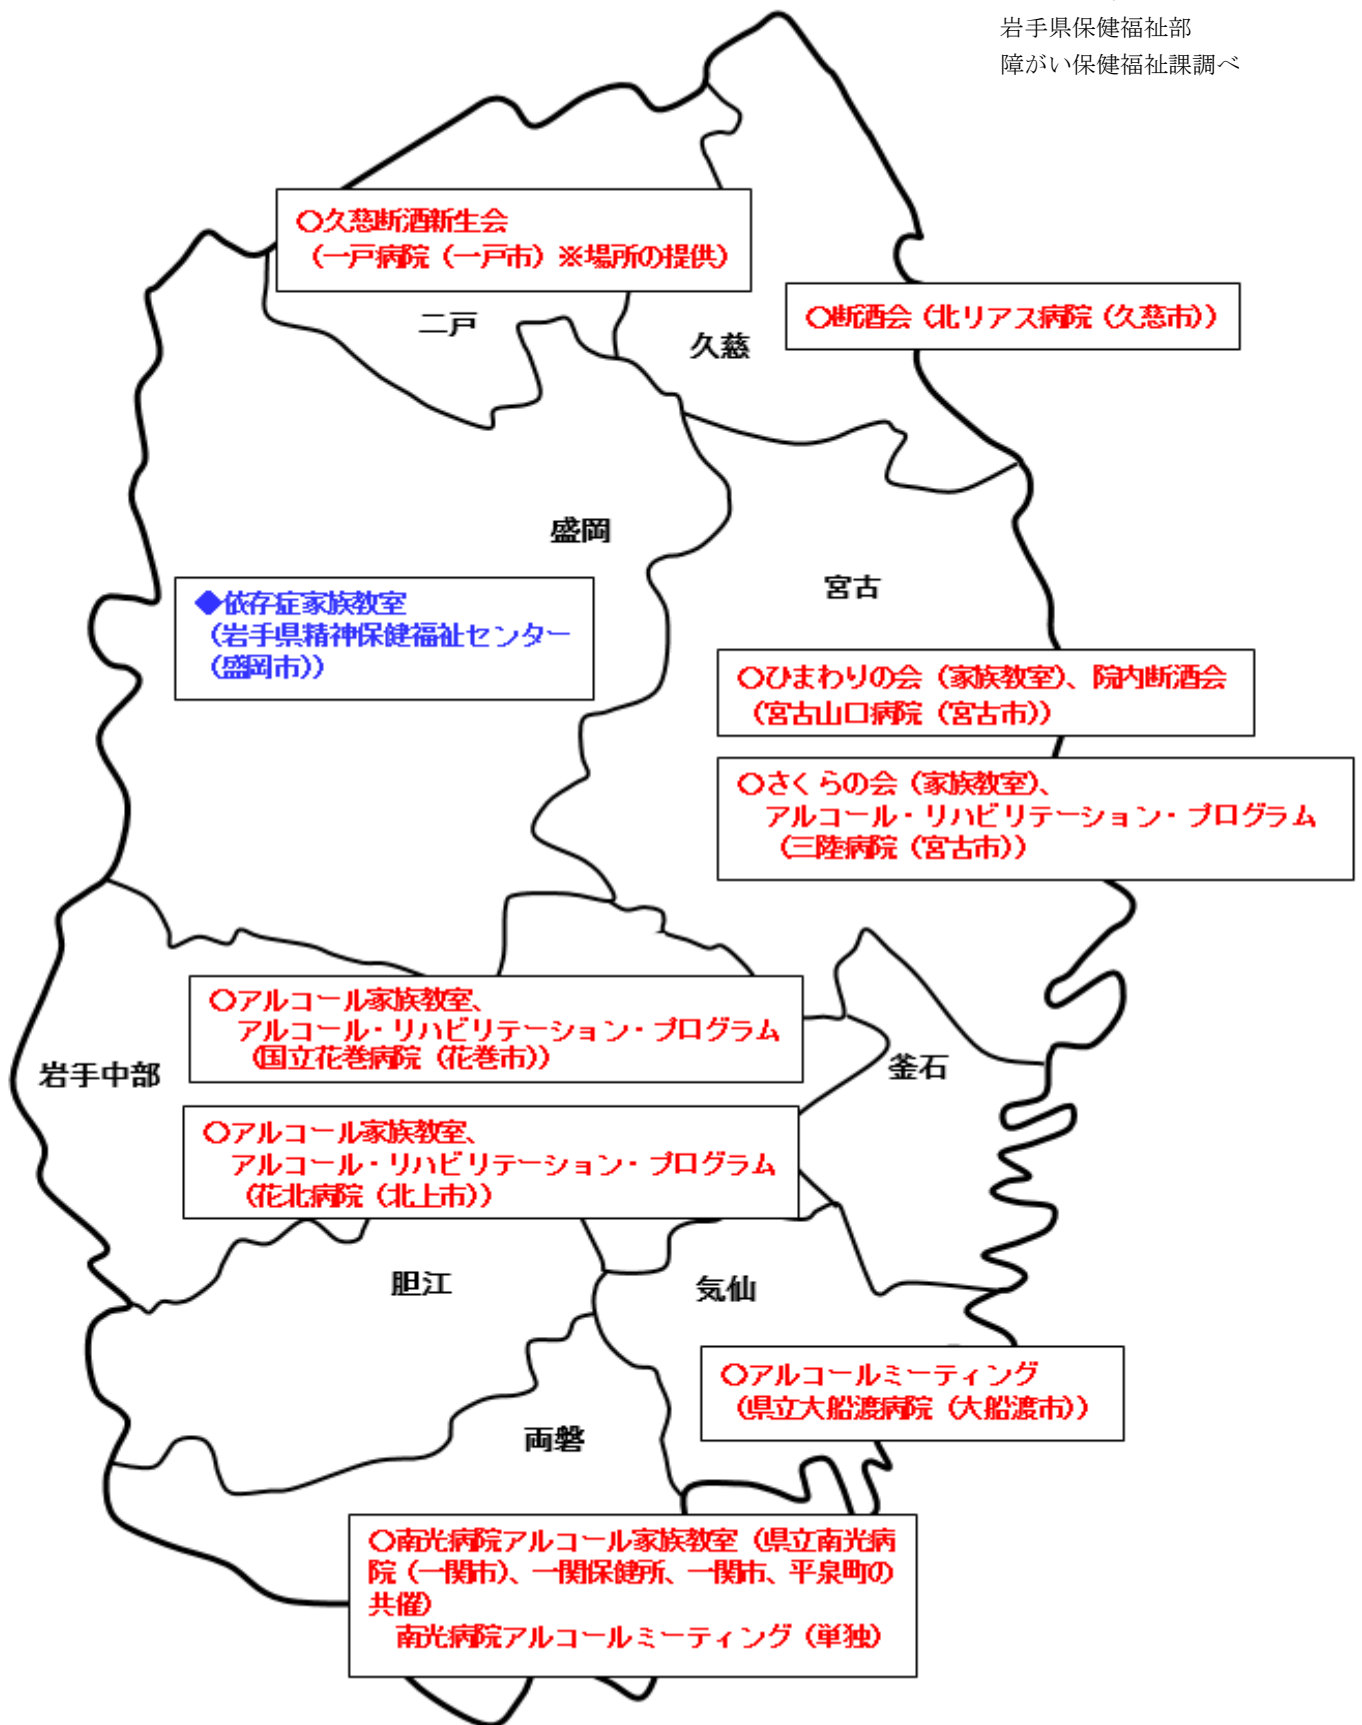 岩手県保健福祉部
障がい保健福祉課調べ
〇久慈断酒新生会
（一戸病院（一戸市）※場所の提供）
二戸
久慈
〇断酒会（北リアス病院（久慈市））
盛岡
宮古
◆依存症家族教室
（岩手県精神保健福祉センター
（盛岡市））
〇ひまわりの会（家族教室）、院内断酒会
（宮古山口病院（宮古市））
〇さくらの会（家族教室）、
アルコール・リハビリテーション・プログラム
（三陸病院（宮古市））
〇アルコール家族教室、
アルコール・リハビリテーション・プログラム
（国立花巻病院（花巻市））
岩手中部
釜石
〇アルコール家族教室、
アルコール・リハビリテーション・プログラム
（花北病院（北上市））
胆江
気仙
〇アルコールミーティング
（県立大船渡病院（大船渡市））
両磐
〇南光病院アルコール家族教室（県立南光病
院（一関市）、一関保健所、一関市、平泉町の
共催）
南光病院アルコールミーティング（単独）